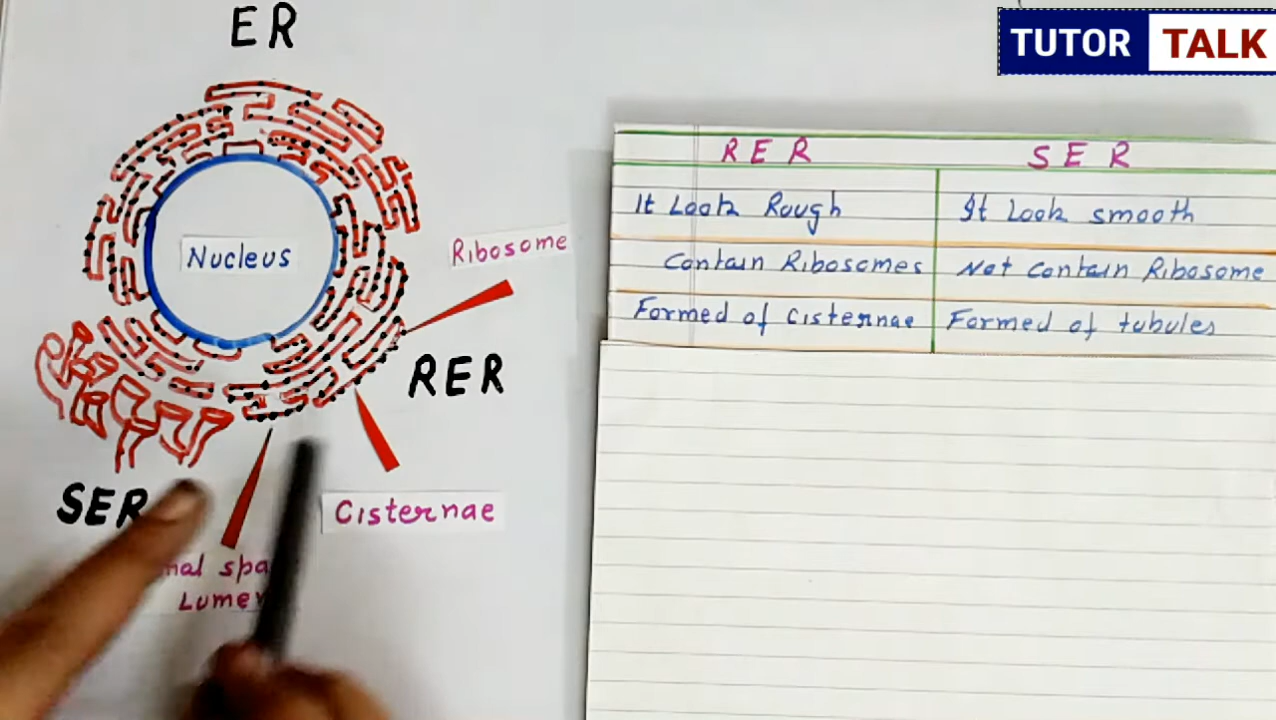 ER
TUTOR TALK
RER SER
It Look Rough It Look smooth
Nucleus
Ribosome
Contain Ribosomes Not Contain Ribosome
Formed of Cisternae Formed of tubules
RER
SER
Cisternae